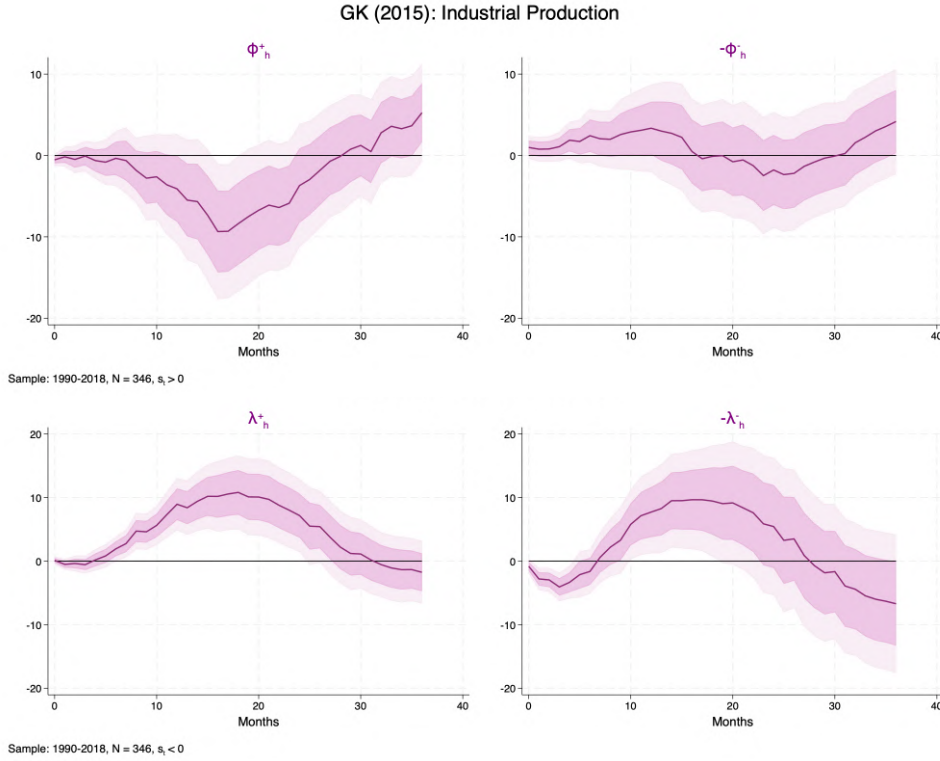 GK (2015): Industrial Production
ϕ⁺ₕ
-ϕ⁻ₕ
10
0
-10
-20
0 10 20 30 40
Months
10
0
-10
-20
0 10 20 30 40
Months
Sample: 1990-2018, N = 346, sₜ > 0
λ⁺ₕ
-λ⁻ₕ
20
10
0
-10
-20
0 10 20 30 40
Months
20
10
0
-10
-20
0 10 20 30 40
Months
Sample: 1990-2018, N = 346, sₜ < 0